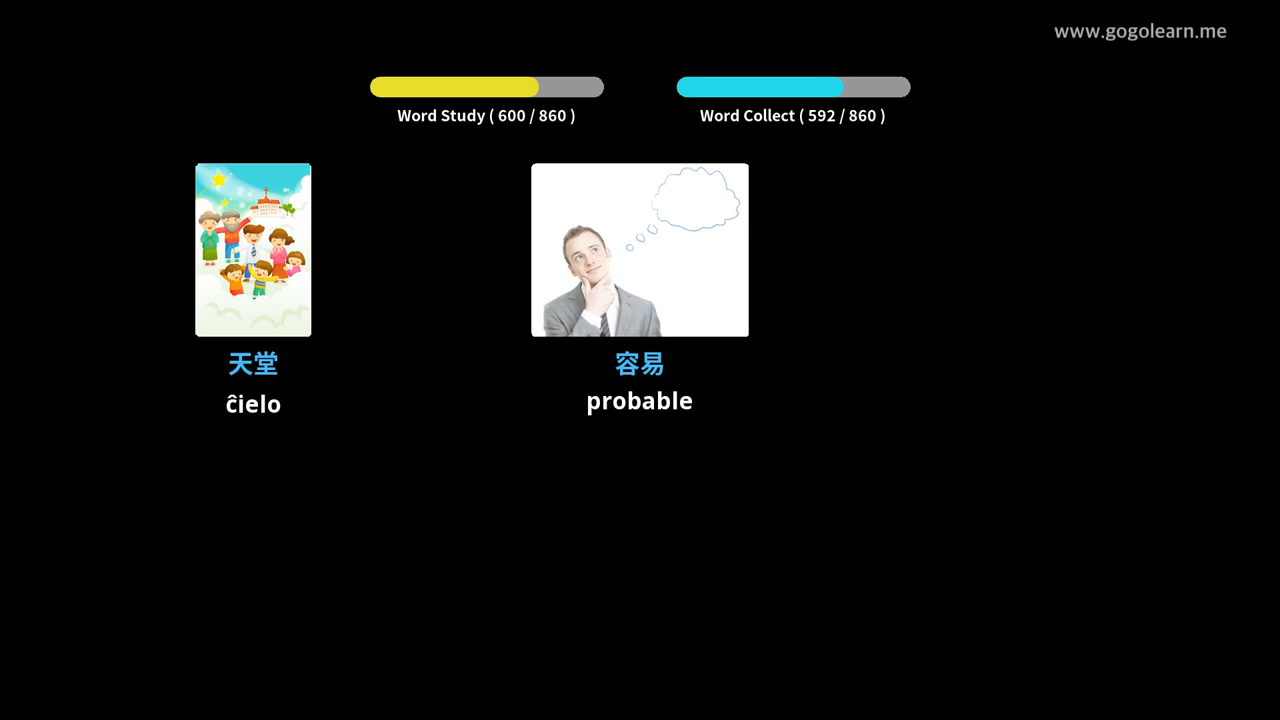 www.gogolearn.me
Word Study ( 600 / 860 )
Word Collect ( 592 / 860 )
天堂
容易
ĉielo
probable